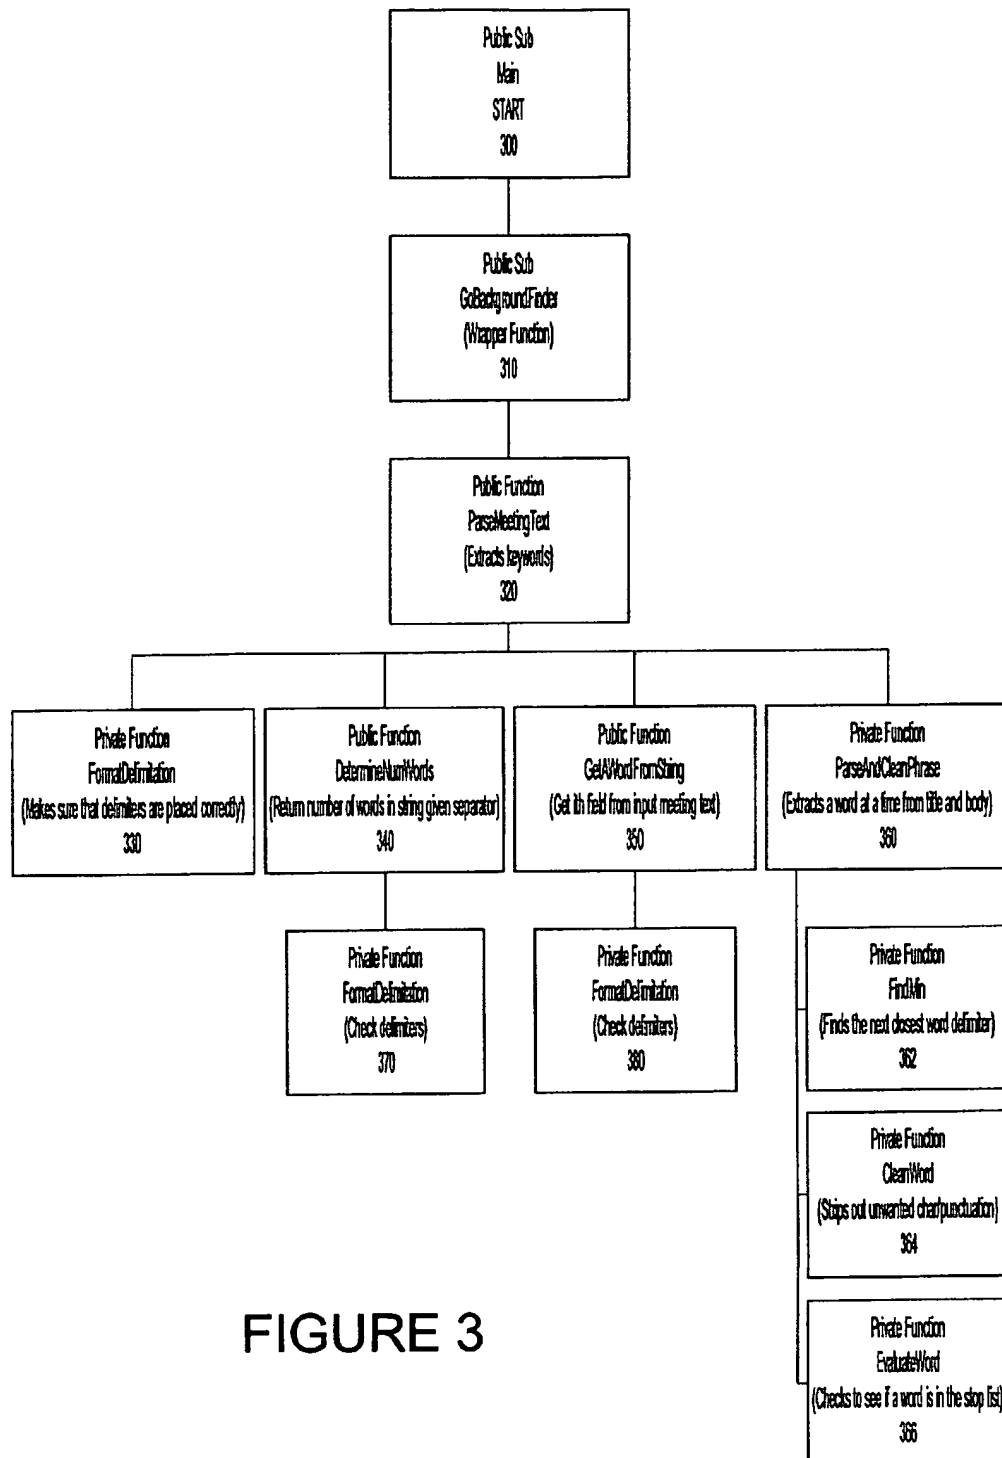 Public Sub
Main
START
300
Public Sub
GoBackgroundFinder
(Wrapper Function)
310
Public Function
ParseMeetingText
(Extracts keywords)
320
Private Function
FormatDelimitation
(Makes sure that delimiters are placed correctly)
330
Public Function
DetermineNumWords
(Return number of words in string given separator)
340
Public Function
GetAWordFromString
(Get ith field from input meeting text)
350
Private Function
ParseAndCleanPhrase
(Extracts a word at a time from title and body)
360
Private Function
FormatDelimitation
(Check delimiters)
370
Private Function
FormatDelimitation
(Check delimiters)
380
Private Function
FindMin
(Finds the next closest word delimiter)
362
Private Function
CleanWord
(Strips out unwanted char/punctuation)
364
Private Function
EvaluateWord
(Checks to see if a word is in the stop list)
366
FIGURE 3